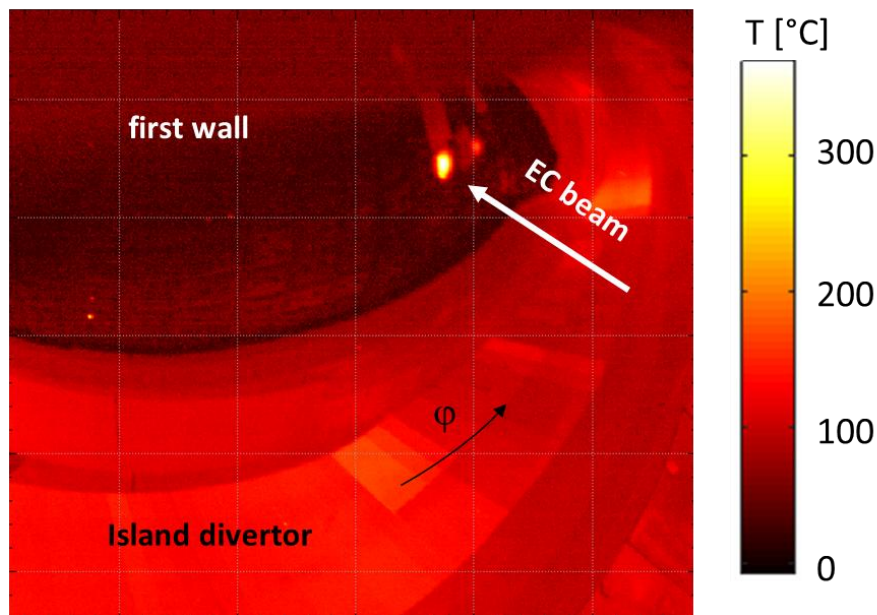 T [°C]
first wall
EC beam
300
200
φ
100
Island divertor
0